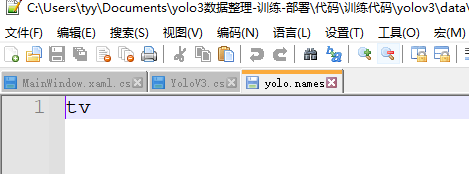 C:\Users\tyy\Documents\yolo3数据整理-训练-部署\代码\训练代码\yolov3\data\
文件(F) 编辑(E) 搜索(S) 视图(V) 编码(N) 语言(L) 设置(T) 工具(O) 宏(M)
MainWindow.xaml.cs YoloV3.cs yolo.names
1 tv